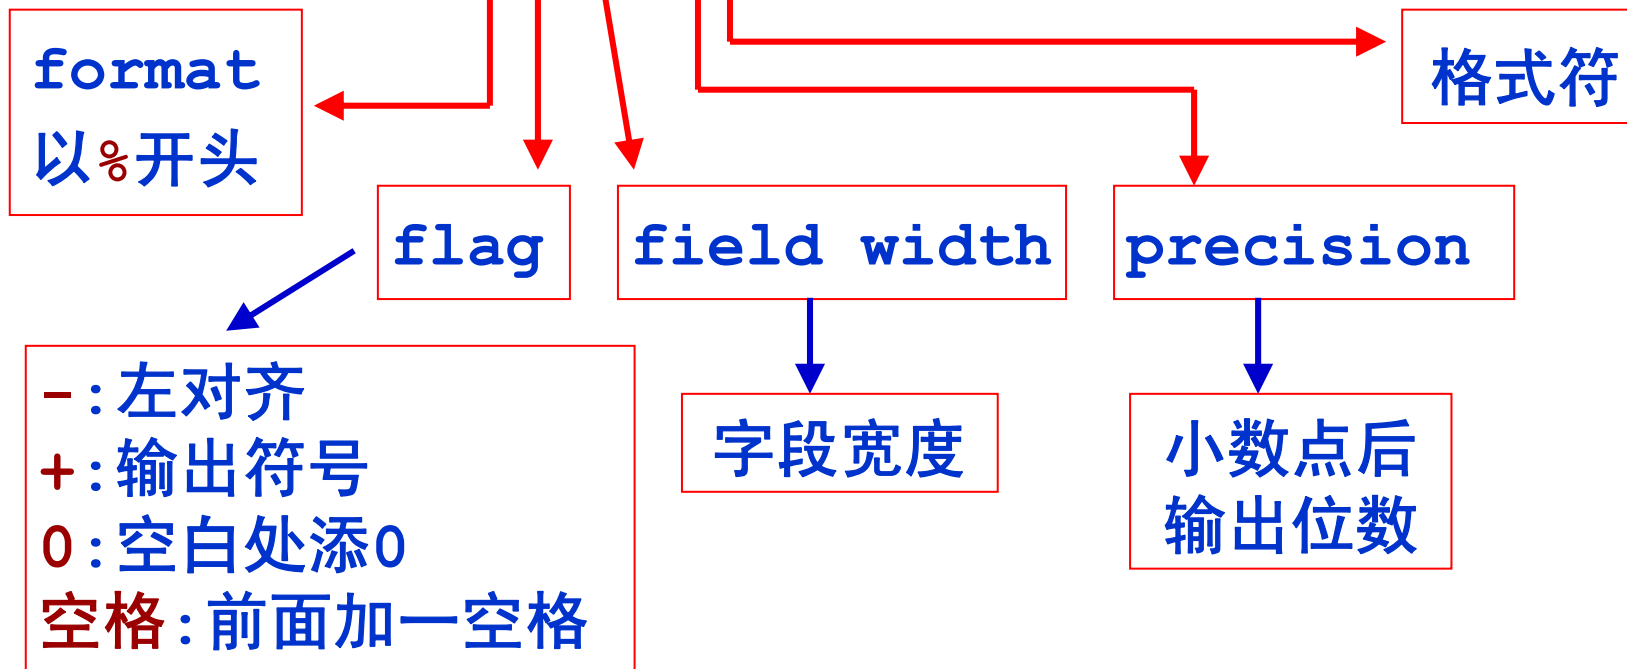 format
以%开头
格式符
flag
field width
precision
-:左对齐
+:输出符号
0:空白处添0
空格:前面加一空格
字段宽度
小数点后
输出位数